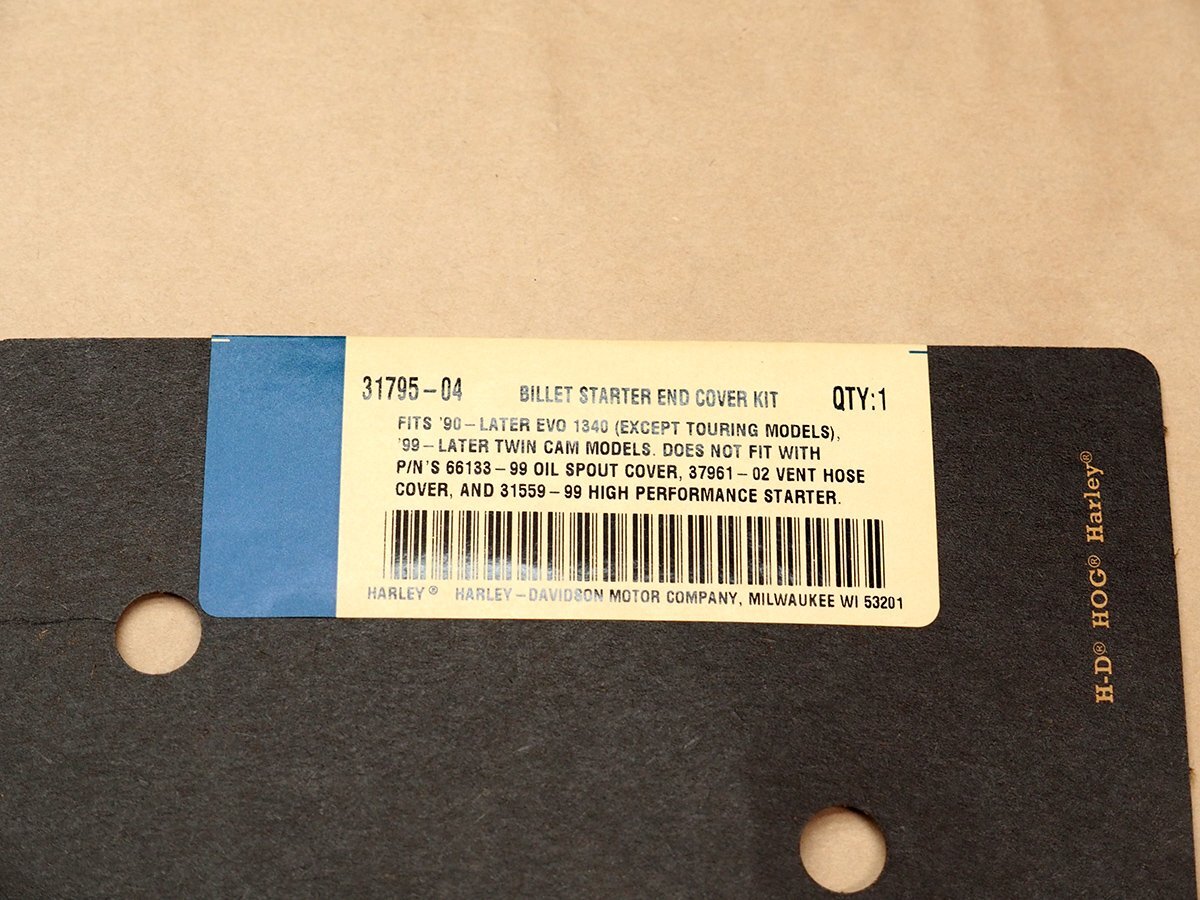 31795-04 BILLET STARTER END COVER KIT QTY:1
FITS '90-LATER EVO 1340 (EXCEPT TOURING MODELS),
'99-LATER TWIN CAM MODELS. DOES NOT FIT WITH
P/N'S 66133-99 OIL SPOUT COVER, 37961-02 VENT HOSE
COVER, AND 31559-99 HIGH PERFORMANCE STARTER.
HARLEY® HARLEY-DAVIDSON MOTOR COMPANY, MILWAUKEE WI 53201
H-D® HOG® Harley®